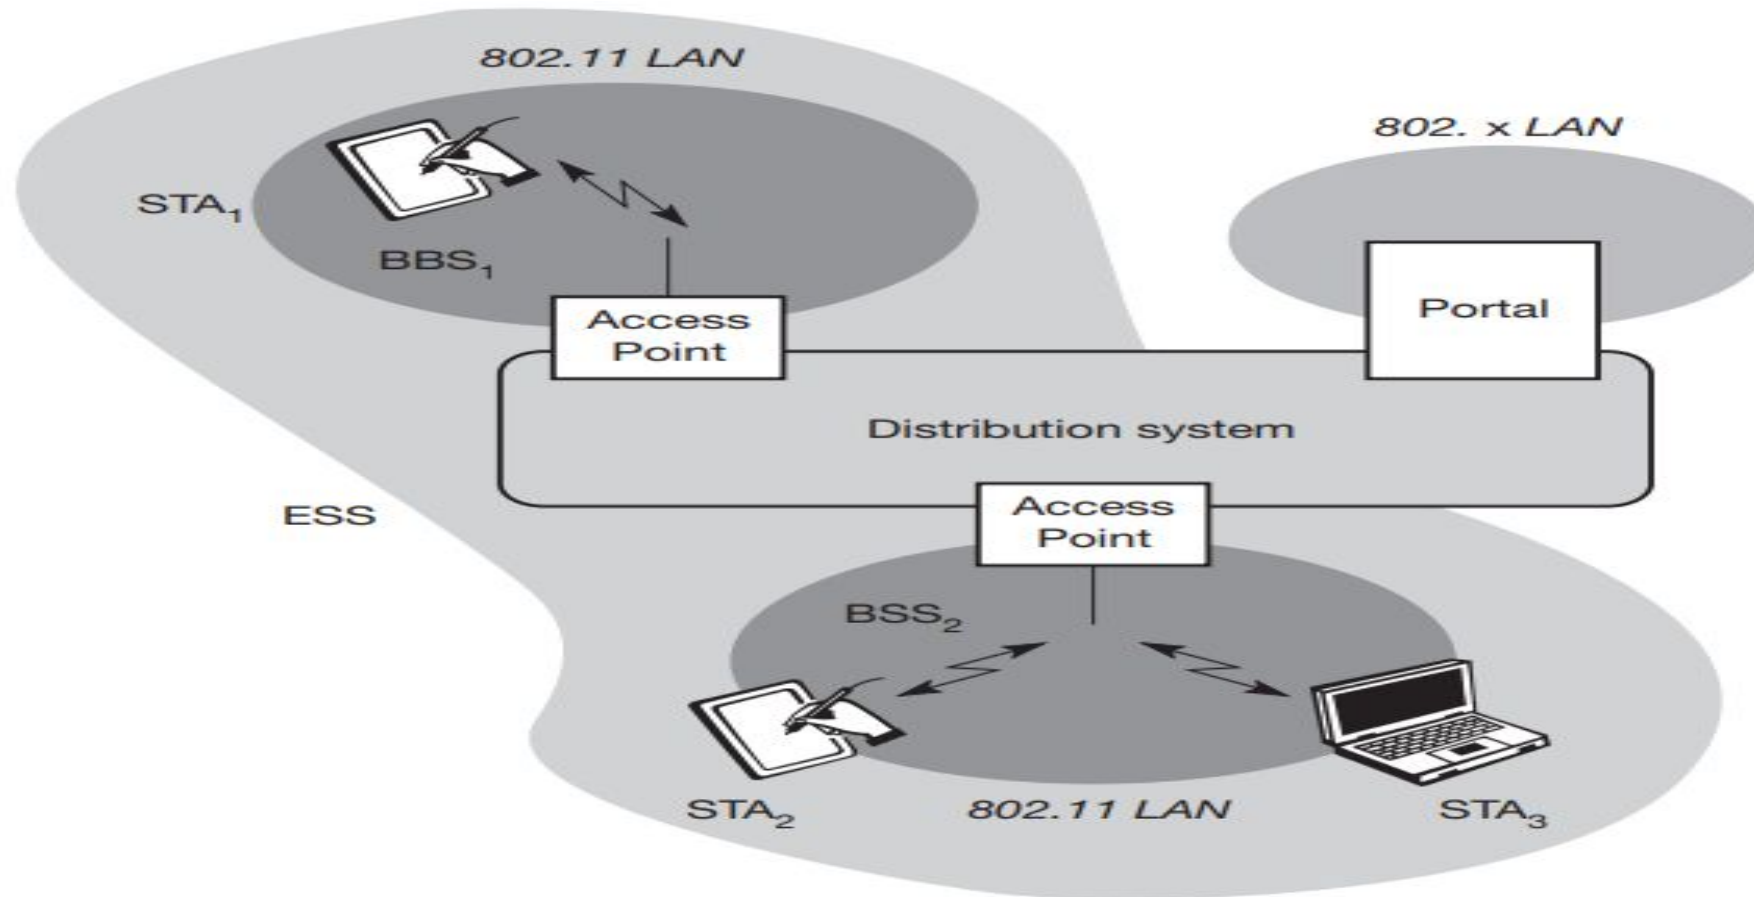 802.11 LAN
802. x LAN
STA₁
BBS₁
Access
Point
Portal
Distribution system
ESS
Access
Point
BSS₂
STA₂
802.11 LAN
STA₃